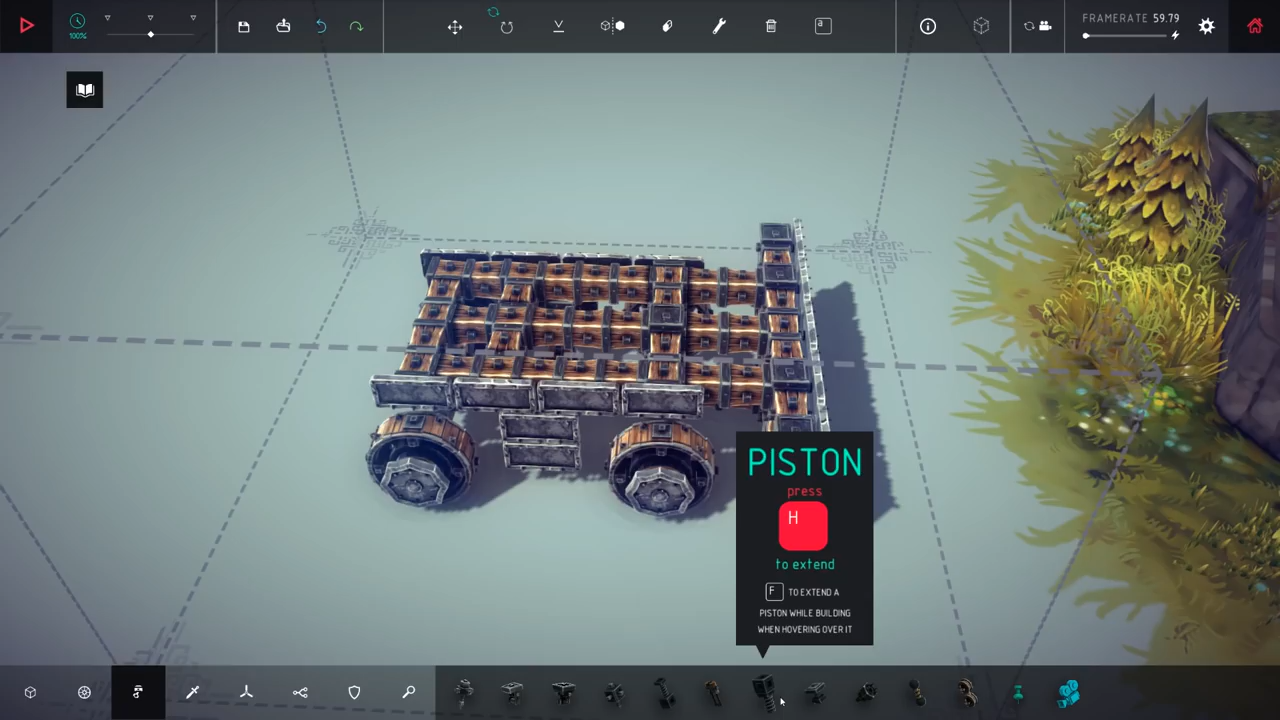 100%
a
FRAMERATE 59.79
PISTON
press
H
to extend
F TO EXTEND A
PISTON WHILE BUILDING
WHEN HOVERING OVER IT